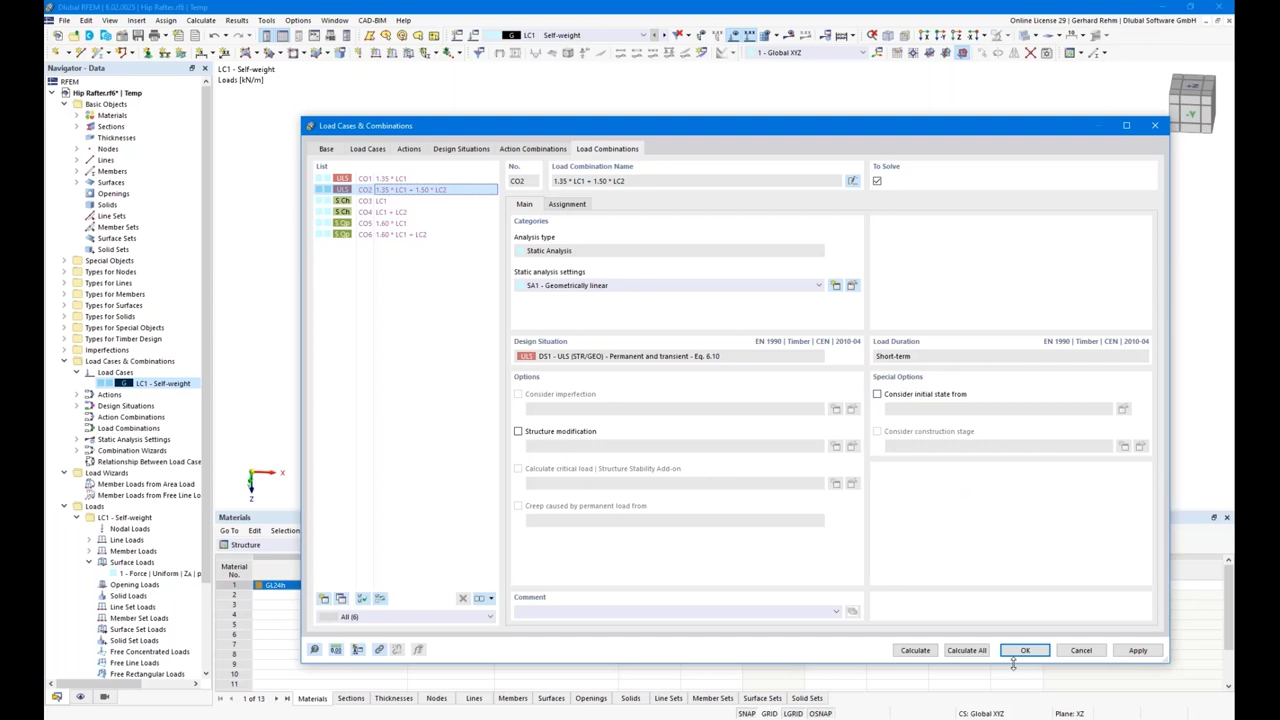 Dlubal RFEM | 6.02.0023 | Hip Rafter.rf6* | Temp
File Edit View Insert Assign Calculate Results Tools Options Window CAD-BIM Help
Online License 29 | Gerhard Rehm | Dlubal Software GmbH
G LC1 Self-weight
1 - Global XYZ
Navigator - Data
RFEM
Hip Rafter.rf6* | Temp
Basic Objects
Materials
Sections
Thicknesses
Nodes
Lines
Members
Surfaces
Openings
Solids
Line Sets
Member Sets
Surface Sets
Solid Sets
Special Objects
Types for Nodes
Types for Lines
Types for Members
Types for Surfaces
Types for Solids
Types for Special Objects
Types for Timber Design
Imperfections
Load Cases & Combinations
Load Cases
G LC1 - Self-weight
Actions
Design Situations
Action Combinations
Load Combinations
Static Analysis Settings
Combination Wizards
Relationship Between Load Case
Load Wizards
Member Loads from Area Load
Member Loads from Free Line Lo
Loads
LC1 - Self-weight
Nodal Loads
Line Loads
Member Loads
Surface Loads
1 - Force | Uniform | ZA | p
Opening Loads
Solid Loads
Line Set Loads
Member Set Loads
Surface Set Loads
Solid Set Loads
Free Concentrated Loads
Free Line Loads
Free Rectangular Loads
LC1 - Self-weight
Loads [kN/m]
+Z
-Y
X
Z
Load Cases & Combinations
Base Load Cases Actions Design Situations Action Combinations Load Combinations
List
ULS CO1 1.35 * LC1
ULS CO2 1.35 * LC1 + 1.50 * LC2
S Ch CO3 LC1
S Ch CO4 LC1 + LC2
S Qp CO5 1.60 * LC1
S Qp CO6 1.60 * LC1 + LC2
All (6)
No.
CO2
Load Combination Name
1.35 * LC1 + 1.50 * LC2
To Solve
Main Assignment
Categories
Analysis type
Static Analysis
Static analysis settings
SA1 - Geometrically linear
Design Situation EN 1990 | Timber | CEN | 2010-04
ULS DS1 - ULS (STR/GEO) - Permanent and transient - Eq. 6.10
Load Duration EN 1990 | Timber | CEN | 2010-04
Short-term
Options
Consider imperfection
Structure modification
Calculate critical load | Structure Stability Add-on
Creep caused by permanent load from
Special Options
Consider initial state from
Consider construction stage
Comment
Calculate Calculate All OK Cancel Apply
Materials
Go To Edit Selection
Structure
Material
No.
1 GL24h
2
3
4
5
6
7
8
9
10
11
1 of 13 Materials Sections Thicknesses Nodes Lines Members Surfaces Openings Solids Line Sets Member Sets Surface Sets Solid Sets
SNAP GRID LGRID OSNAP CS: Global XYZ Plane: XZ